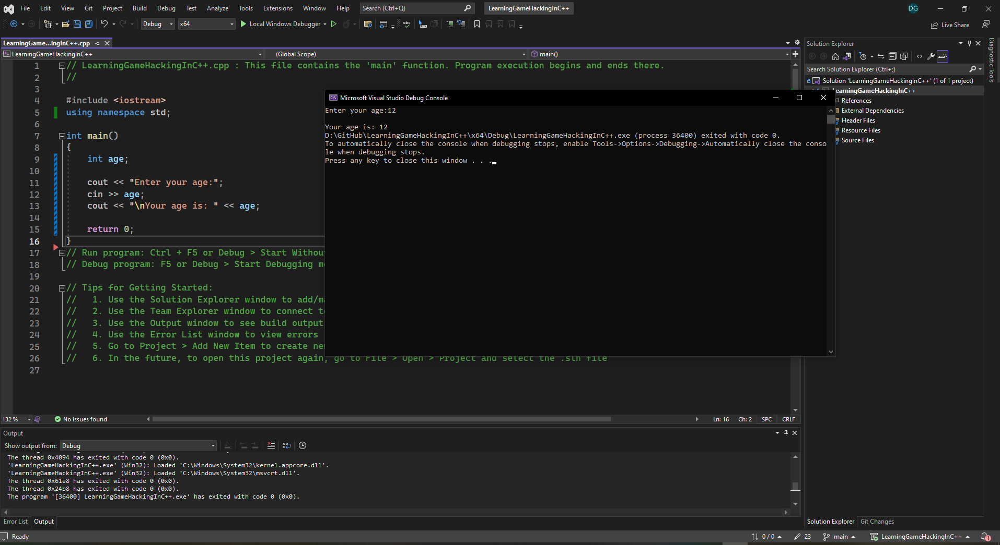 File Edit View Git Project Build Debug Test Analyze Tools Extensions Window Help Search (Ctrl+Q) LearningGameHackingInC++ DG
Debug x64 Local Windows Debugger Live Share
LearningGame...ingInC++.cpp
LearningGameHackingInC++ (Global Scope) main()
1 // LearningGameHackingInC++.cpp : This file contains the 'main' function. Program execution begins and ends there.
2 //
3
4 #include <iostream>
5 using namespace std;
6
7 int main()
8 {
9 int age;
10
11 cout << "Enter your age:";
12 cin >> age;
13 cout << "\nYour age is: " << age;
14
15 return 0;
16 }
17 // Run program: Ctrl + F5 or Debug > Start Withou
18 // Debug program: F5 or Debug > Start Debugging m
19
20 // Tips for Getting Started:
21 // 1. Use the Solution Explorer window to add/m
22 // 2. Use the Team Explorer window to connect t
23 // 3. Use the Output window to see build output
24 // 4. Use the Error List window to view errors
25 // 5. Go to Project > Add New Item to create ne
26 // 6. In the future, to open this project again, go to File > Open > Project and select the .sln file
27
Microsoft Visual Studio Debug Console
Enter your age:12
Your age is: 12
D:\GitHub\LearningGameHackingInC++\x64\Debug\LearningGameHackingInC++.exe (process 36400) exited with code 0.
To automatically close the console when debugging stops, enable Tools->Options->Debugging->Automatically close the conso
le when debugging stops.
Press any key to close this window . . .
Solution Explorer
Search Solution Explorer (Ctrl+;)
Solution 'LearningGameHackingInC++' (1 of 1 project)
LearningGameHackingInC++
References
External Dependencies
Header Files
Resource Files
Source Files
Diagnostic Tools
132 % No issues found Ln: 16 Ch: 2 SPC CRLF
Output
Show output from: Debug
The thread 0x4094 has exited with code 0 (0x0).
'LearningGameHackingInC++.exe' (Win32): Loaded 'C:\Windows\System32\kernel.appcore.dll'.
'LearningGameHackingInC++.exe' (Win32): Loaded 'C:\Windows\System32\msvcrt.dll'.
The thread 0x61e8 has exited with code 0 (0x0).
The thread 0x24b8 has exited with code 0 (0x0).
The program '[36400] LearningGameHackingInC++.exe' has exited with code 0 (0x0).
Error List Output
Solution Explorer Git Changes
Ready 0 / 0 23 main LearningGameHackingInC++ 1